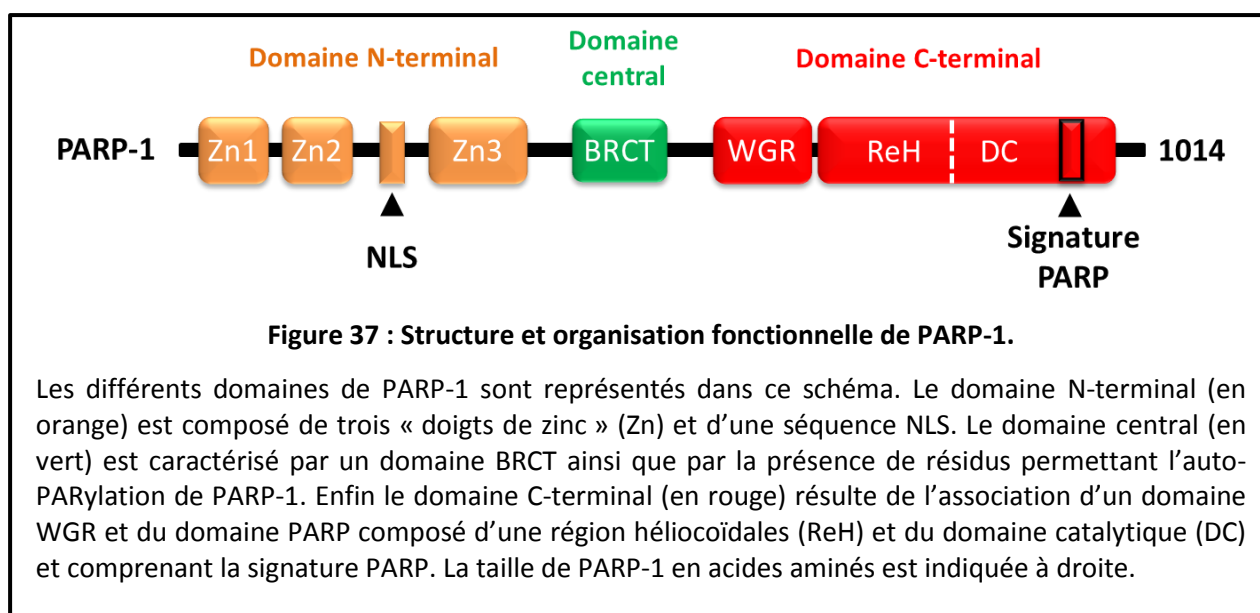 Domaine N-terminal
Domaine
central
Domaine C-terminal
PARP-1
Zn1
Zn2
Zn3
BRCT
WGR
ReH
DC
1014
NLS
Signature
PARP
Figure 37 : Structure et organisation fonctionnelle de PARP-1.
Les différents domaines de PARP-1 sont représentés dans ce schéma. Le domaine N-terminal (en
orange) est composé de trois « doigts de zinc » (Zn) et d’une séquence NLS. Le domaine central (en
vert) est caractérisé par un domaine BRCT ainsi que par la présence de résidus permettant l’auto-
PARylation de PARP-1. Enfin le domaine C-terminal (en rouge) résulte de l’association d’un domaine
WGR et du domaine PARP composé d’une région héliocoïdales (ReH) et du domaine catalytique (DC)
et comprenant la signature PARP. La taille de PARP-1 en acides aminés est indiquée à droite.